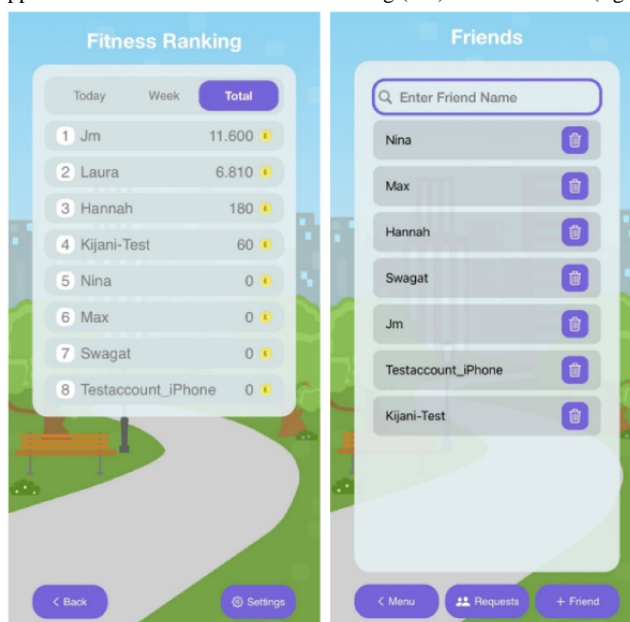 Fitness Ranking
Today Week Total
1 Jm 11.600
2 Laura 6.810
3 Hannah 180
4 Kijani-Test 60
5 Nina 0
6 Max 0
7 Swagat 0
8 Testaccount_iPhone 0
< Back
Settings
Friends
Enter Friend Name
Nina
Max
Hannah
Swagat
Jm
Testaccount_iPhone
Kijani-Test
< Menu
Requests
+ Friend